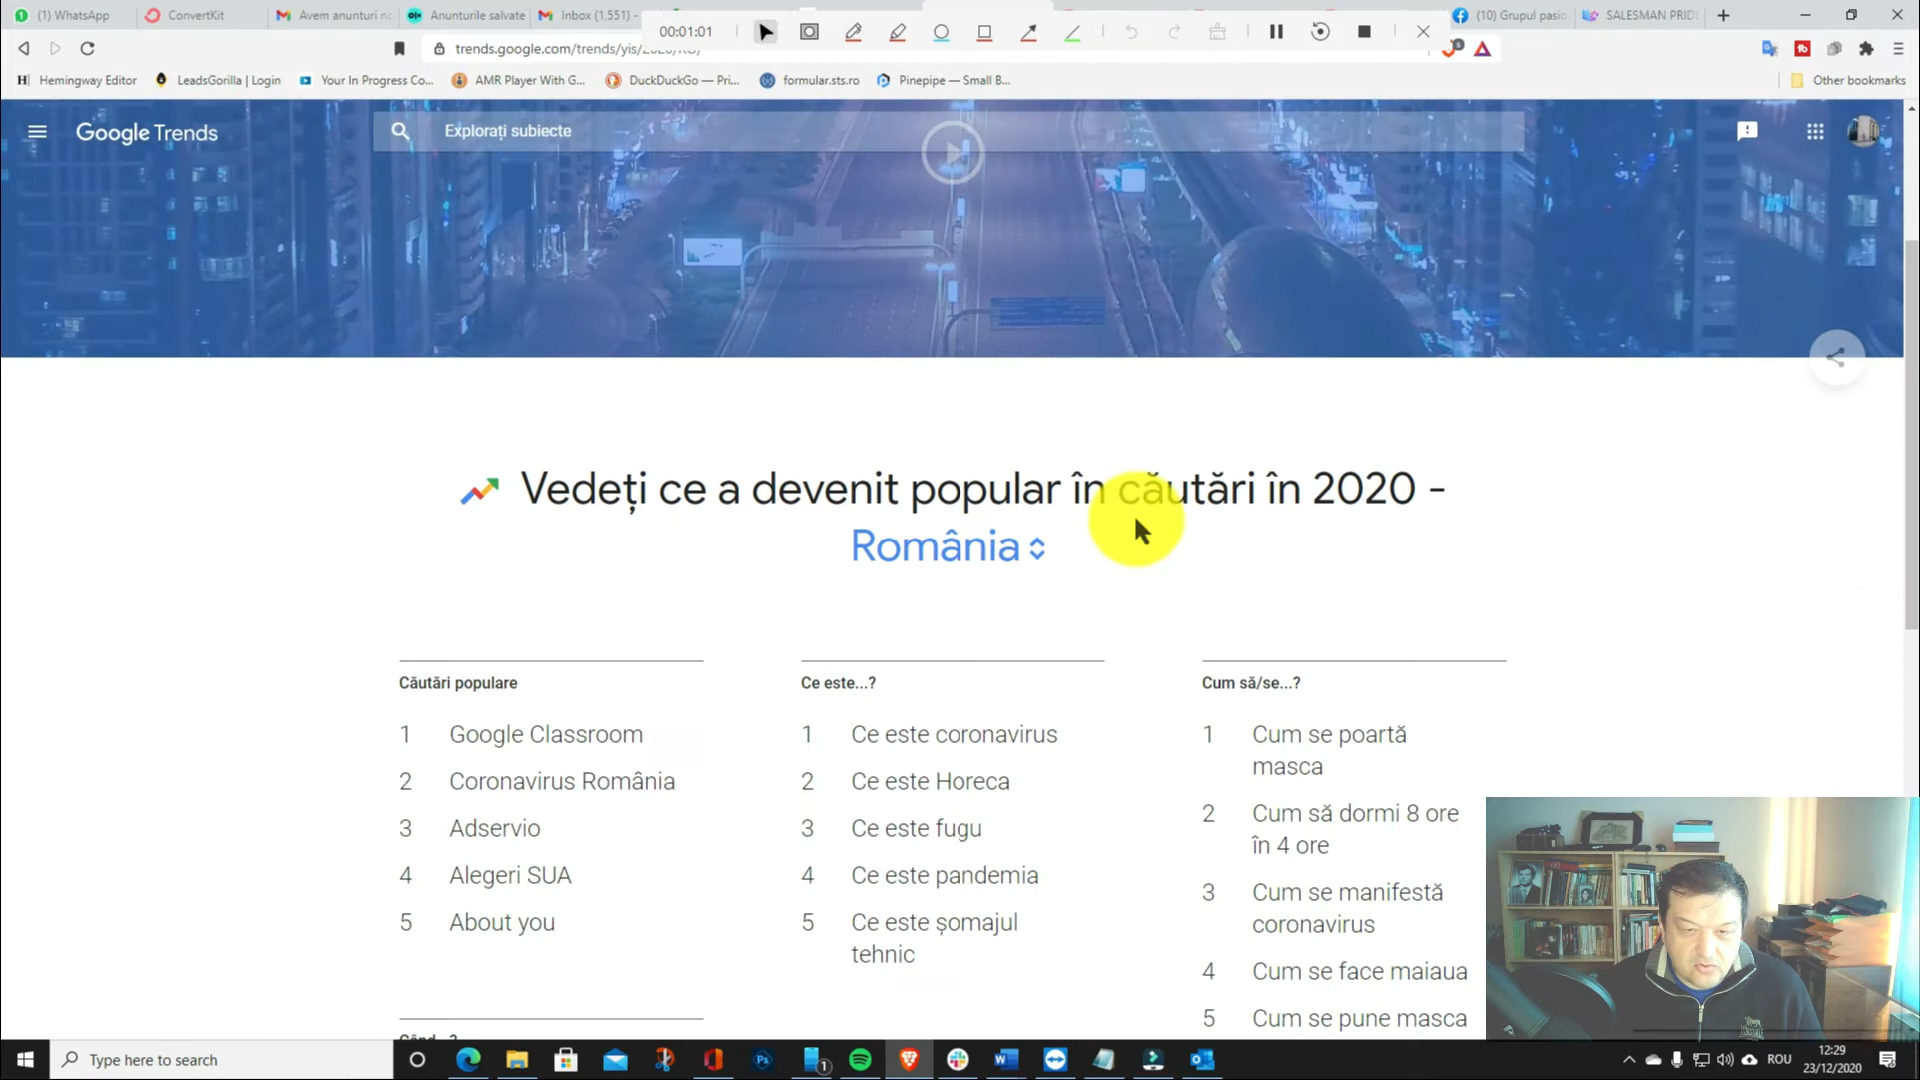 (1) WhatsApp
ConvertKit
Avem anunturi no
Anunturile salvate
Inbox (1,551) -
00:01:01
(10) Grupul pasio
SALESMAN PRIDE
trends.google.com/trends/yis/2020/RO/
Hemingway Editor
LeadsGorilla | Login
Your In Progress Co...
AMR Player With G...
DuckDuckGo — Pri...
formular.sts.ro
Pinepipe — Small B...
Other bookmarks
Google Trends
Explorați subiecte
Vedeți ce a devenit popular în căutări în 2020 -
România
Căutări populare
1 Google Classroom
2 Coronavirus România
3 Adservio
4 Alegeri SUA
5 About you
Ce este...?
1 Ce este coronavirus
2 Ce este Horeca
3 Ce este fugu
4 Ce este pandemia
5 Ce este șomajul
tehnic
Cum să/se...?
1 Cum se poartă
masca
2 Cum să dormi 8 ore
în 4 ore
3 Cum se manifestă
coronavirus
4 Cum se face maiaua
5 Cum se pune masca
Type here to search
1
ROU
12:29
23/12/2020